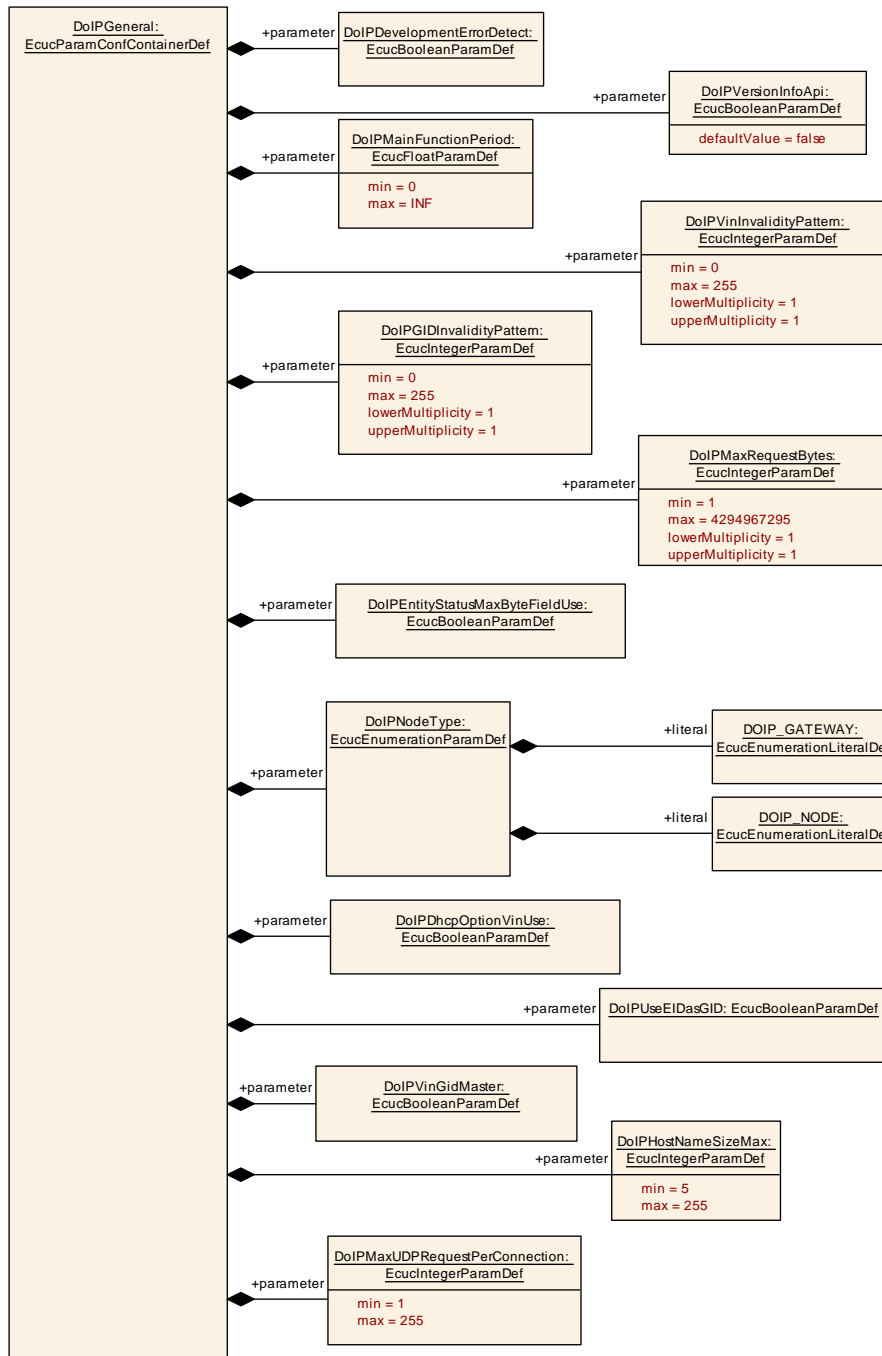 DoIPGeneral:
EcucParamConfContainerDef
+parameter
DoIPDevelopmentErrorDetect:
EcucBooleanParamDef
+parameter
DoIPVersionInfoApi:
EcucBooleanParamDef
defaultValue = false
+parameter
DoIPMainFunctionPeriod:
EcucFloatParamDef
min = 0
max = INF
+parameter
DoIPVinInvalidityPattern:
EcucIntegerParamDef
min = 0
max = 255
lowerMultiplicity = 1
upperMultiplicity = 1
+parameter
DoIPGIDInvalidityPattern:
EcucIntegerParamDef
min = 0
max = 255
lowerMultiplicity = 1
upperMultiplicity = 1
+parameter
DoIPMaxRequestBytes:
EcucIntegerParamDef
min = 1
max = 4294967295
lowerMultiplicity = 1
upperMultiplicity = 1
+parameter
DoIPEntityStatusMaxByteFieldUse:
EcucBooleanParamDef
+parameter
DoIPNodeType:
EcucEnumerationParamDef
+literal
DOIP_GATEWAY:
EcucEnumerationLiteralDe
+literal
DOIP_NODE:
EcucEnumerationLiteralDe
+parameter
DoIPDhcpOptionVinUse:
EcucBooleanParamDef
+parameter
DoIPUseEIDasGID: EcucBooleanParamDef
+parameter
DoIPVinGidMaster:
EcucBooleanParamDef
+parameter
DoIPHostNameSizeMax:
EcucIntegerParamDef
min = 5
max = 255
+parameter
DoIPMaxUDPRequestPerConnection:
EcucIntegerParamDef
min = 1
max = 255